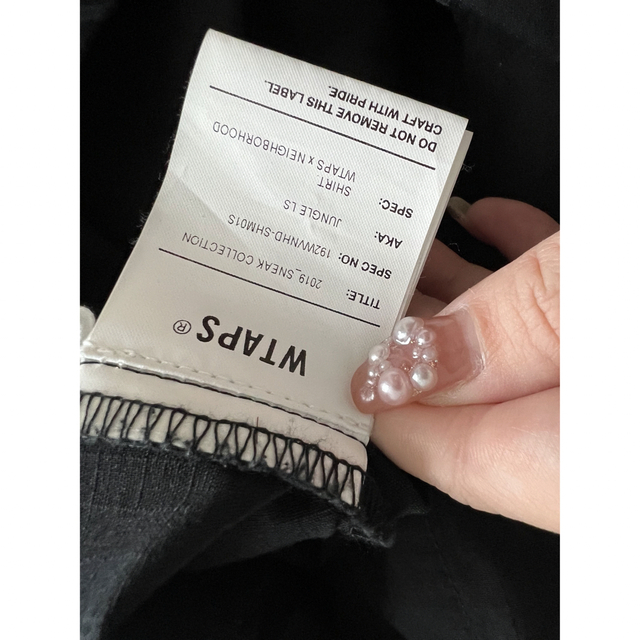 WTAPS®
TITLE: 2019_SNEAK COLLECTION
SPEC NO: 192WVNHD-SHM01S
AKA: JUNGLE LS
SPEC: SHIRT.
WTAPS x NEIGHBORHOOD
DO NOT REMOVE THIS LABEL.
CRAFT WITH PRIDE.